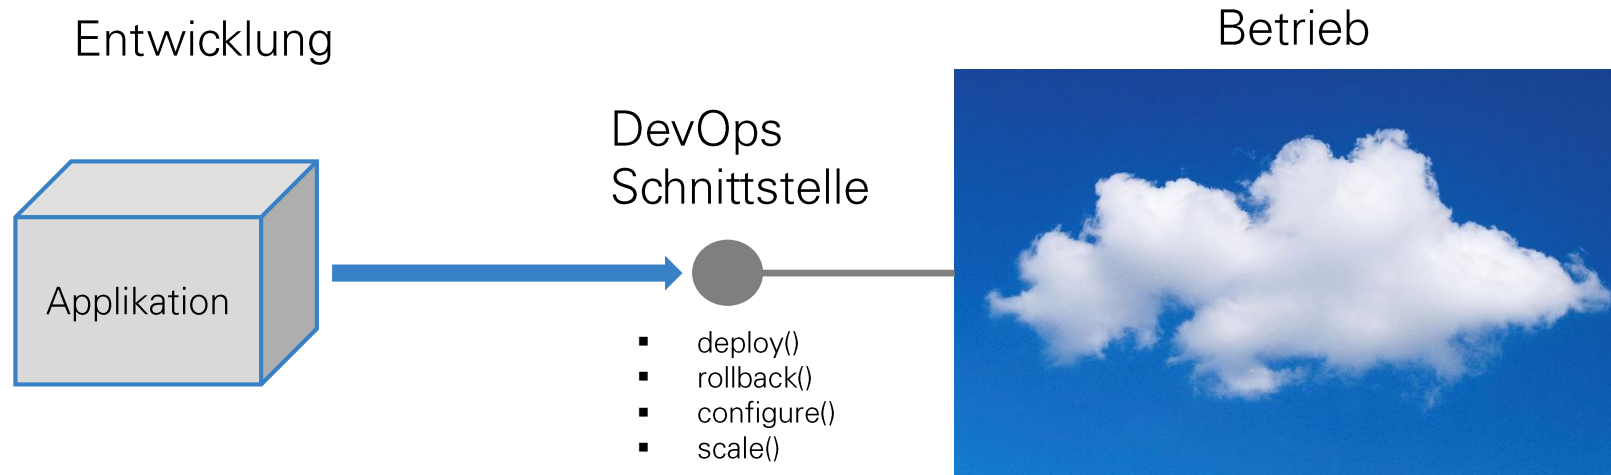 Entwicklung
Betrieb
DevOps
Schnittstelle
Applikation
▪ deploy()
▪ rollback()
▪ configure()
▪ scale()